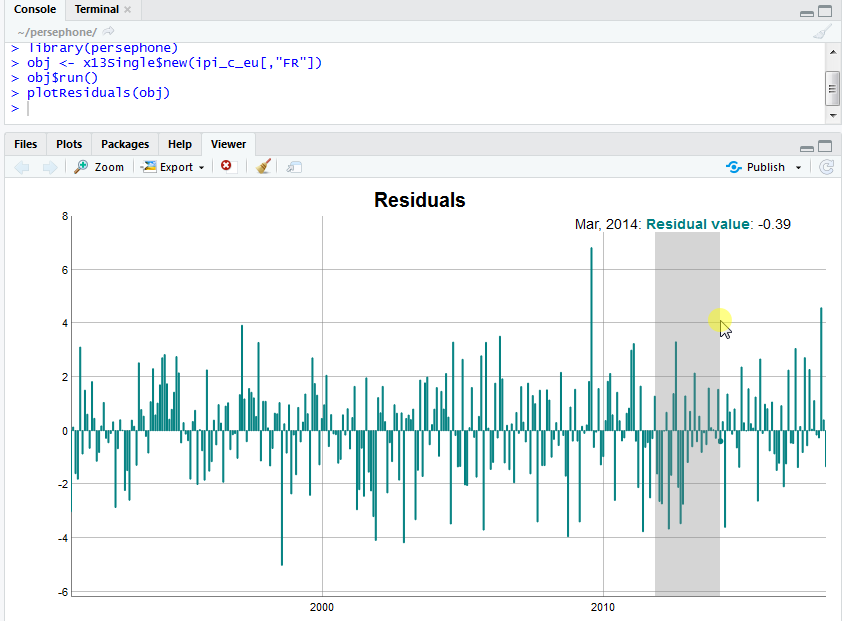 Console Terminal
~/persephone/
> library(persephone)
> obj <- x13Single$new(ipi_c_eu[,"FR"])
> obj$run()
> plotResiduals(obj)
>
Files Plots Packages Help Viewer
Zoom Export Publish
Residuals
Mar, 2014: Residual value: -0.39
8
6
4
2
0
-2
-4
-6
2000 2010